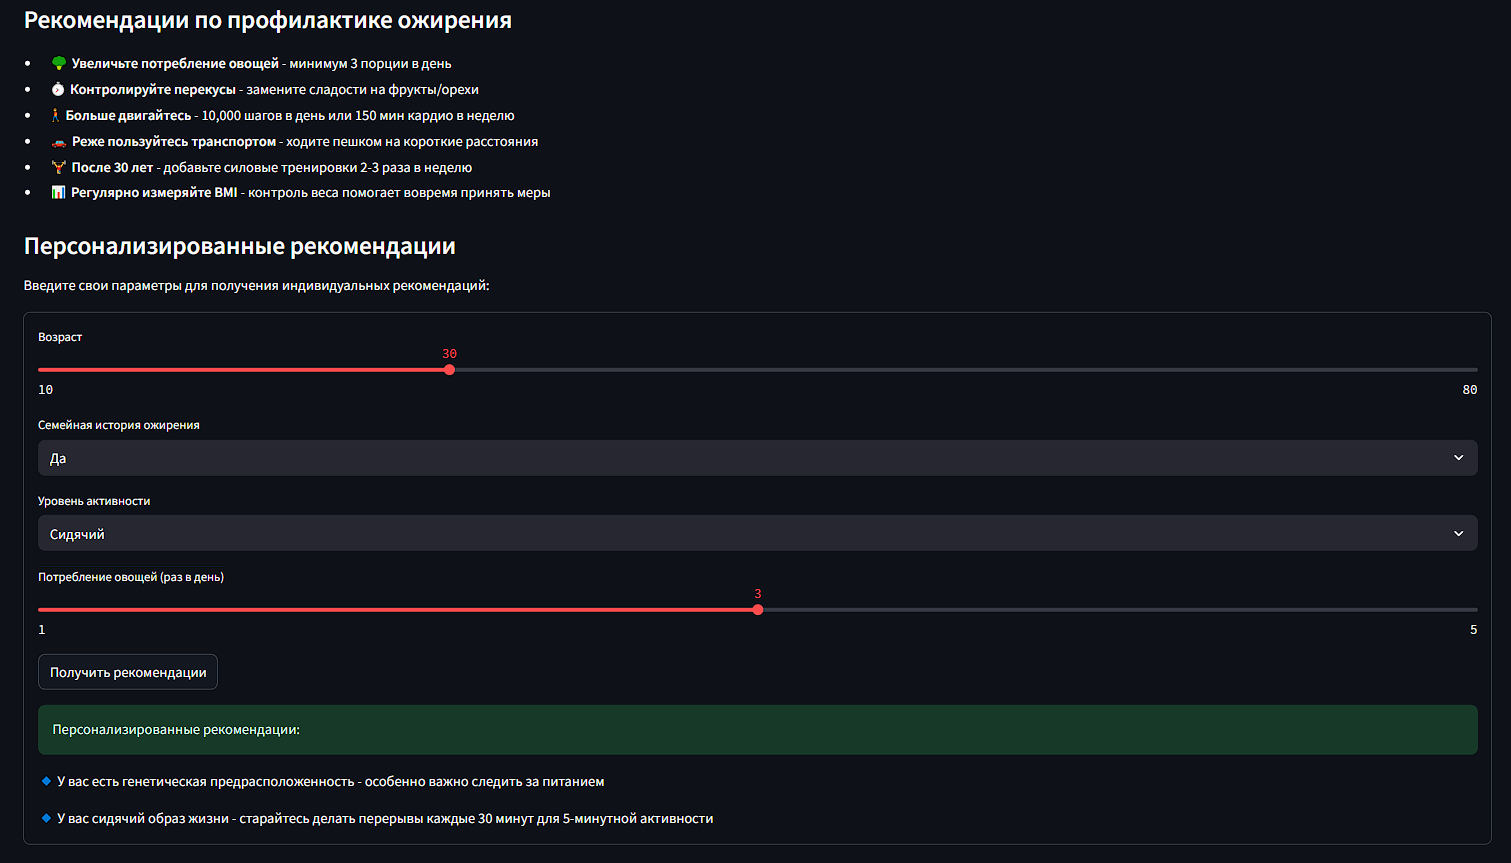 Рекомендации по профилактике ожирения
• 🥦 Увеличьте потребление овощей - минимум 3 порции в день
• ⏱ Контролируйте перекусы - замените сладости на фрукты/орехи
• 🚶 Больше двигайтесь - 10,000 шагов в день или 150 мин кардио в неделю
• 🚗 Реже пользуйтесь транспортом - ходите пешком на короткие расстояния
• 🏋 После 30 лет - добавьте силовые тренировки 2-3 раза в неделю
• 📊 Регулярно измеряйте BMI - контроль веса помогает вовремя принять меры
Персонализированные рекомендации
Введите свои параметры для получения индивидуальных рекомендаций:
Возраст
30
10 80
Семейная история ожирения
Да
Уровень активности
Сидячий
Потребление овощей (раз в день)
3
1 5
Получить рекомендации
Персонализированные рекомендации:
🔹 У вас есть генетическая предрасположенность - особенно важно следить за питанием
🔹 У вас сидячий образ жизни - старайтесь делать перерывы каждые 30 минут для 5-минутной активности